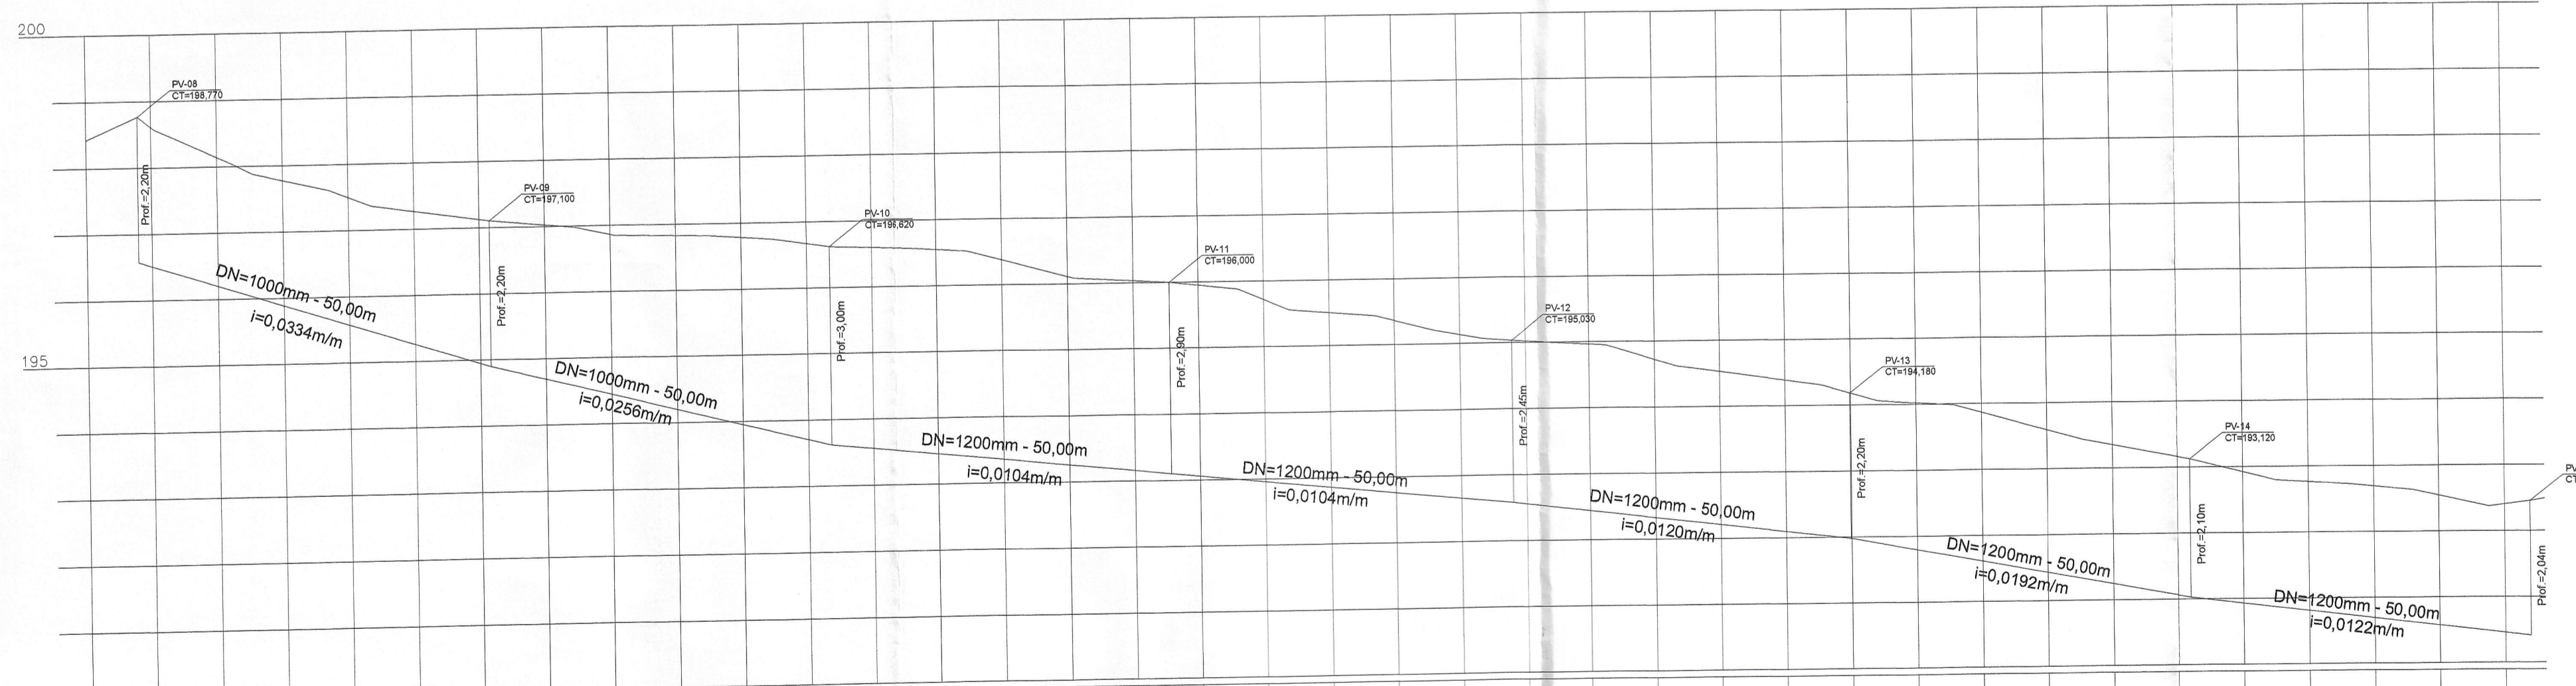 200
PV-08
CT=198,770
Prof.=2,20m
DN=1000mm - 50,00m
i=0,0334m/m
PV-09
CT=197,100
Prof.=2,20m
195
DN=1000mm - 50,00m
i=0,0256m/m
PV-10
CT=196,620
Prof.=3,00m
DN=1200mm - 50,00m
i=0,0104m/m
PV-11
CT=196,000
Prof.=2,90m
DN=1200mm - 50,00m
i=0,0104m/m
PV-12
CT=195,030
Prof.=2,45m
DN=1200mm - 50,00m
i=0,0120m/m
PV-13
CT=194,180
Prof.=2,20m
DN=1200mm - 50,00m
i=0,0192m/m
PV-14
CT=193,120
Prof.=2,10m
DN=1200mm - 50,00m
i=0,0122m/m
PV
CT
Prof.=2,04m